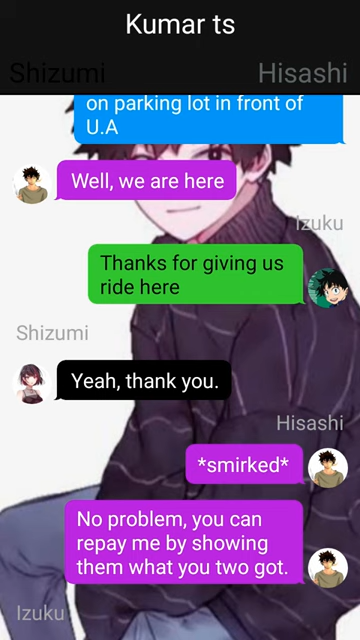 Kumar ts
Shizumi
Hisashi
on parking lot in front of
U.A
Well, we are here
Izuku
Thanks for giving us
ride here
Shizumi
Yeah, thank you.
Hisashi
*smirked*
No problem, you can
repay me by showing
them what you two got.
Izuku